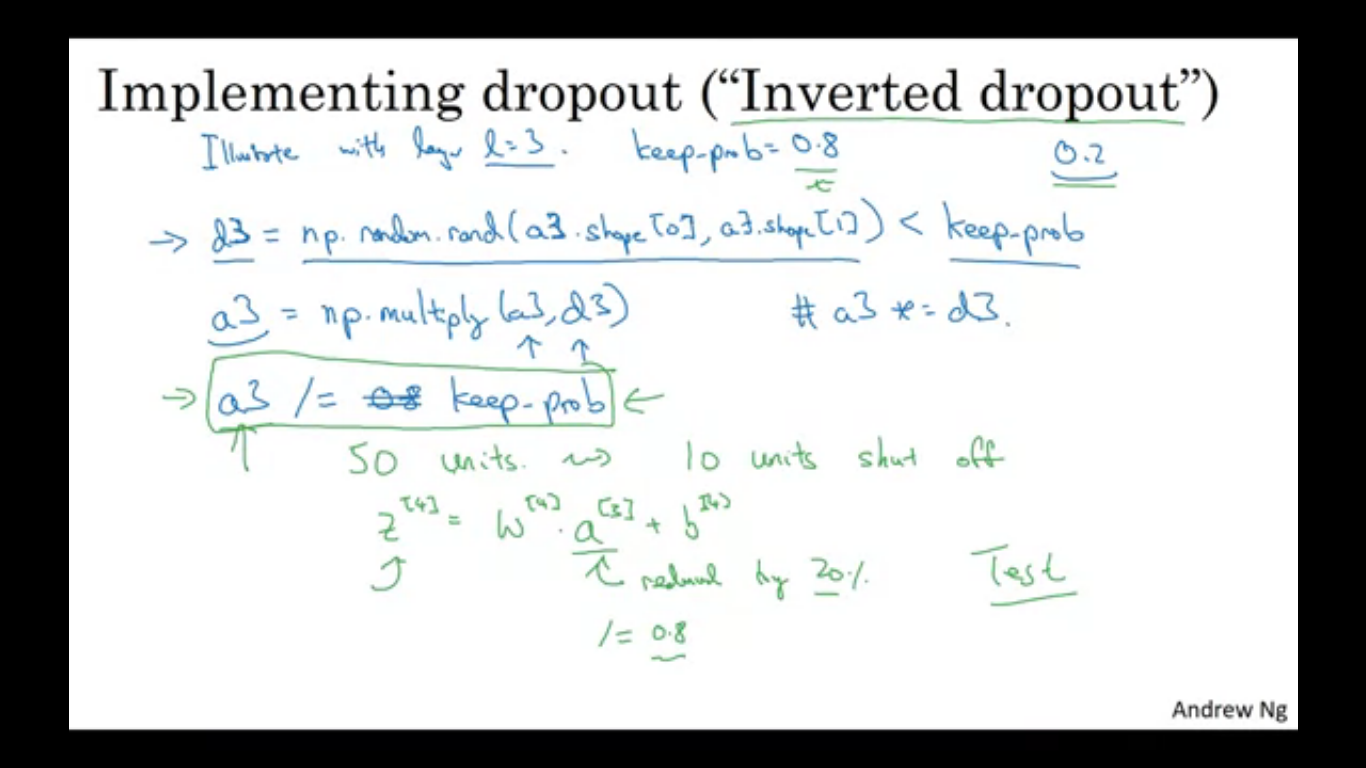 Implementing dropout (“Inverted dropout”)
Illustrate with layer l=3. keep-prob = 0.8 0.2
→ d3 = np.random.rand(a3.shape[0], a3.shape[1]) < keep-prob
a3 = np.multiply(a3, d3) # a3 *= d3.
→ a3 /= 0.8 keep-prob ←
50 units. ⇝ 10 units shut off
z^[4] = W^[4] · a^[3] + b^[4]
reduced by 20%. Test
/= 0.8
Andrew Ng